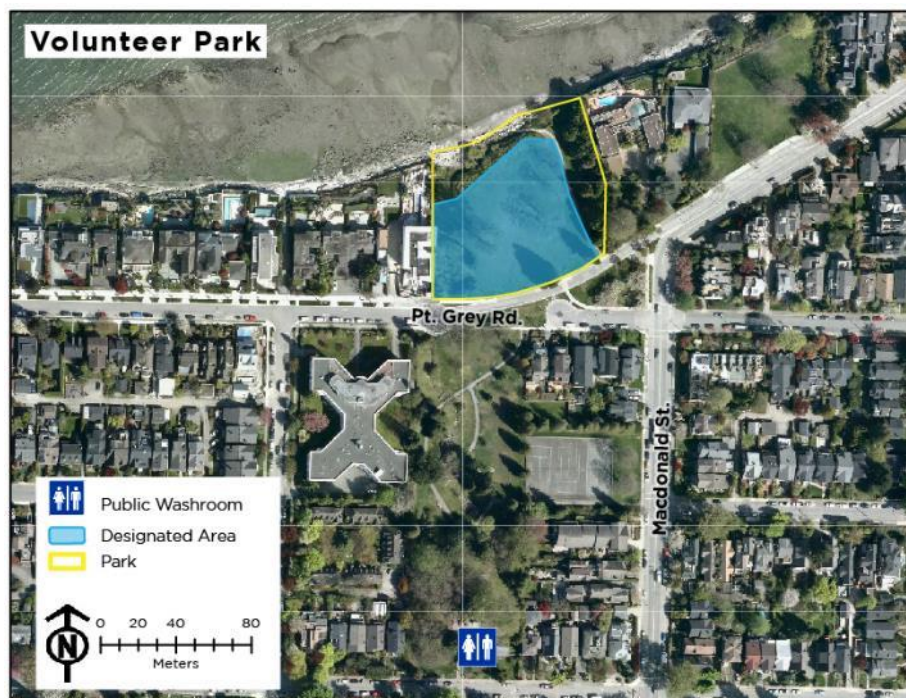 Volunteer Park
Pt. Grey Rd.
Macdonald St.
Public Washroom
Designated Area
Park
N
0 20 40 80
Meters